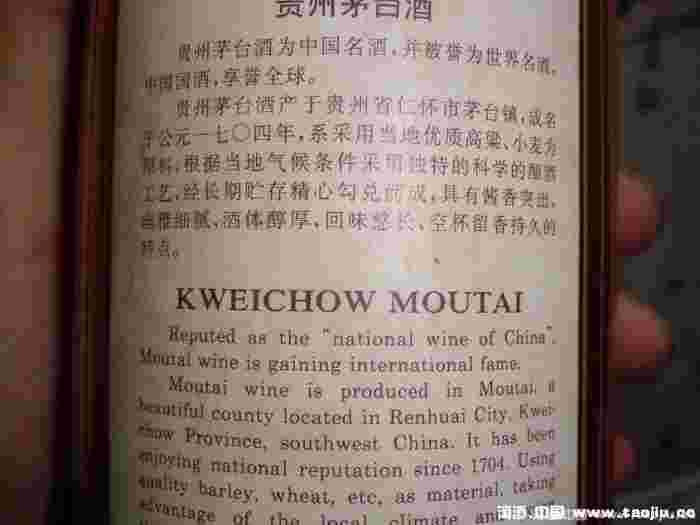 贵州茅台酒
贵州茅台酒为中国名酒，并被誉为世界名酒，
中国国酒，享誉全球。
贵州茅台酒产于贵州省仁怀市茅台镇，成名
于公元一七〇四年，系采用当地优质高粱、小麦为
原料，根据当地气候条件采用独特的科学的酿酒
工艺，经长期贮存精心勾兑而成，具有酱香突出，
幽雅细腻，酒体醇厚，回味悠长、空杯留香持久的
特点。
KWEICHOW MOUTAI
Reputed as the "national wine of China",
Moutai wine is gaining international fame.
Moutai wine is produced in Moutai, a
beautiful county located in Renhuai City, Kwei-
chow Province, southwest China. It has been
enjoying national reputation since 1704. Using
quality barley, wheat, etc, as material, taking
advantage of the local climate and
淘酒.中国 www.taojiu.cc